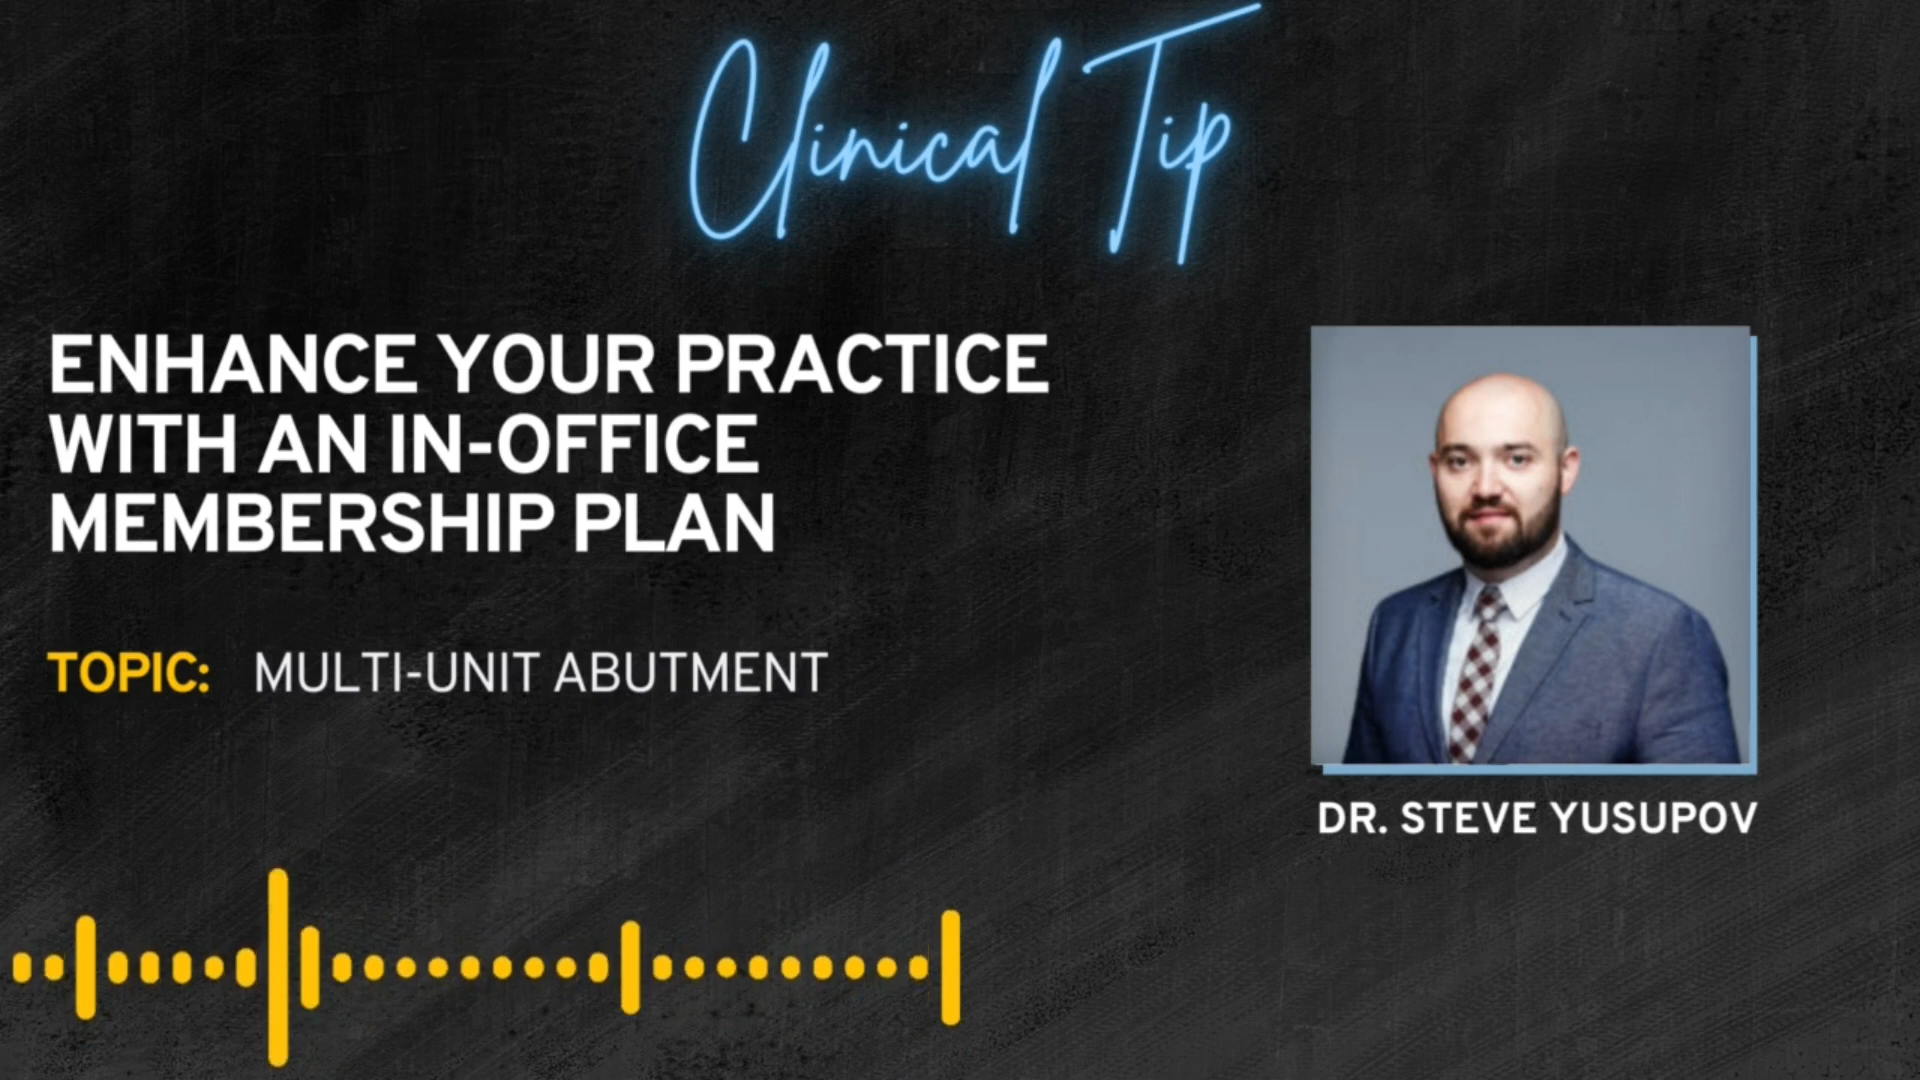 Clinical Tip
ENHANCE YOUR PRACTICE
WITH AN IN-OFFICE
MEMBERSHIP PLAN
TOPIC: MULTI-UNIT ABUTMENT
DR. STEVE YUSUPOV